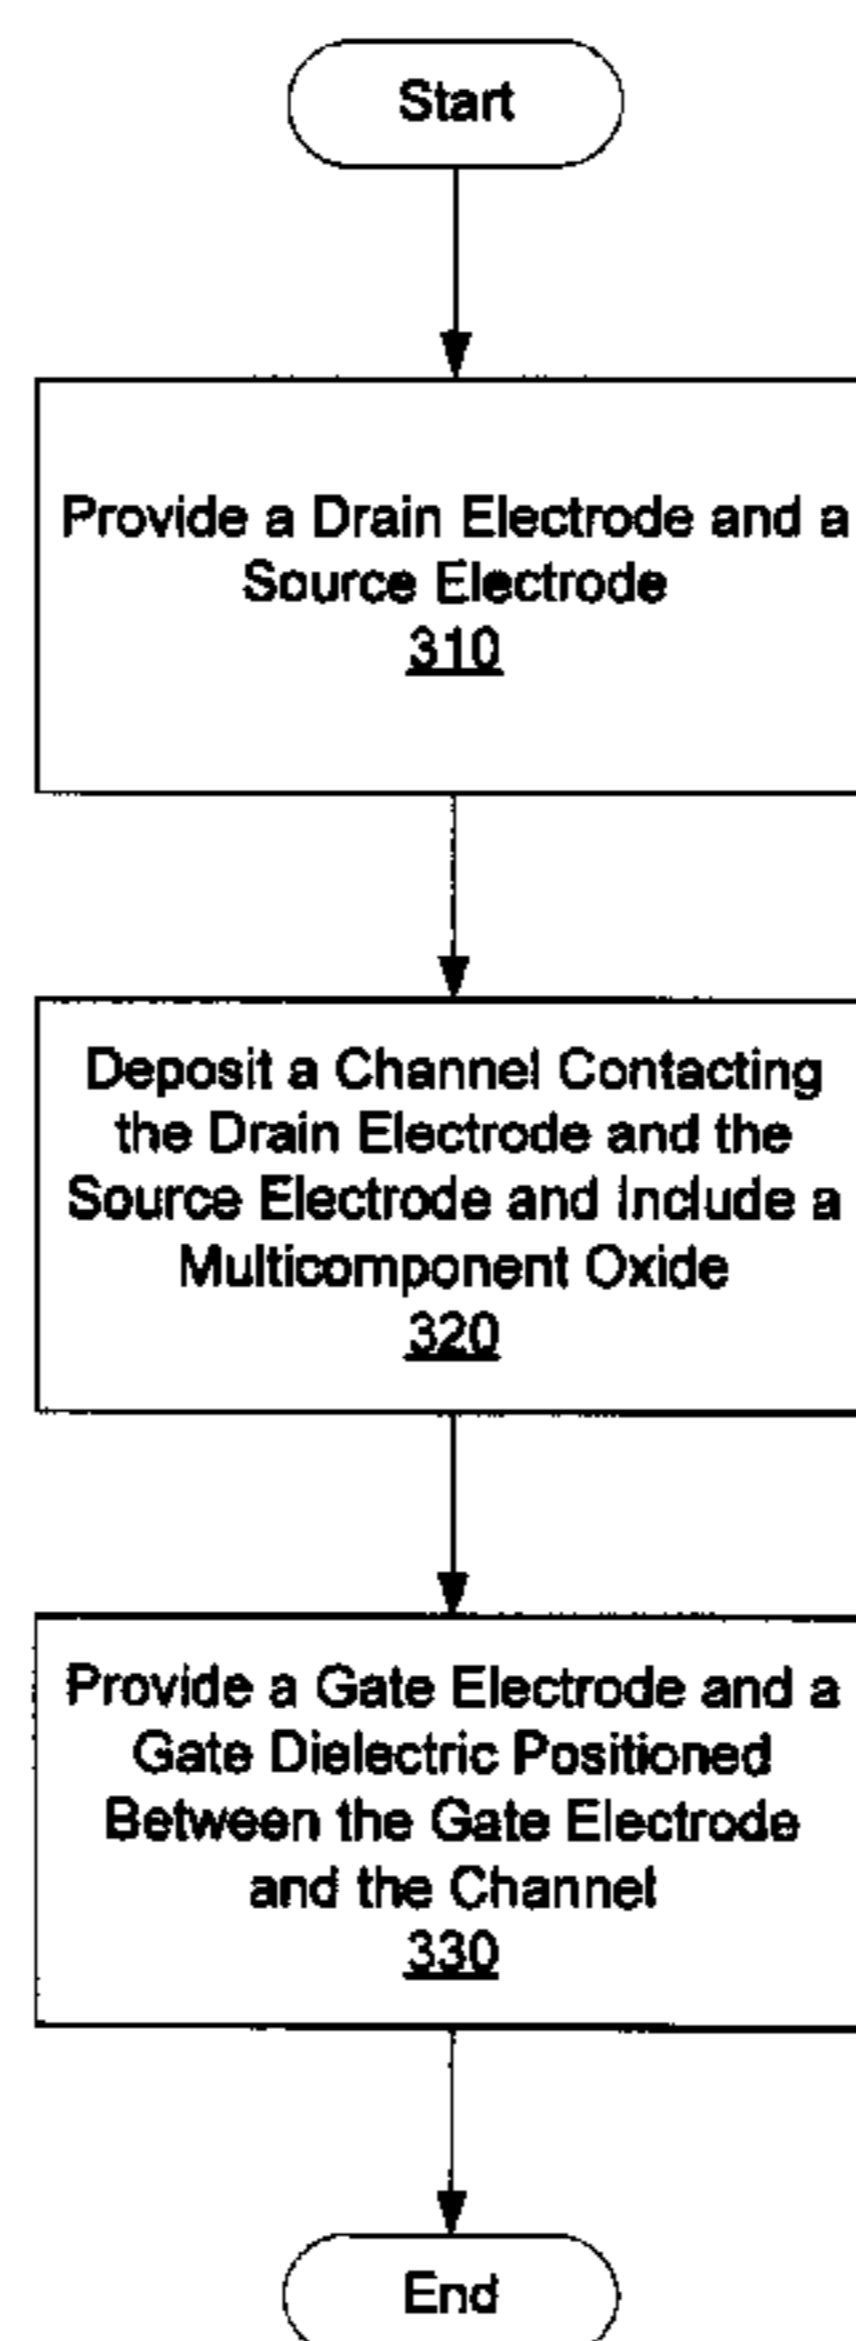 Start
Provide a Drain Electrode and a
Source Electrode
310
Deposit a Channel Contacting
the Drain Electrode and the
Source Electrode and Include a
Multicomponent Oxide
320
Provide a Gate Electrode and a
Gate Dielectric Positioned
Between the Gate Electrode
and the Channel
330
End